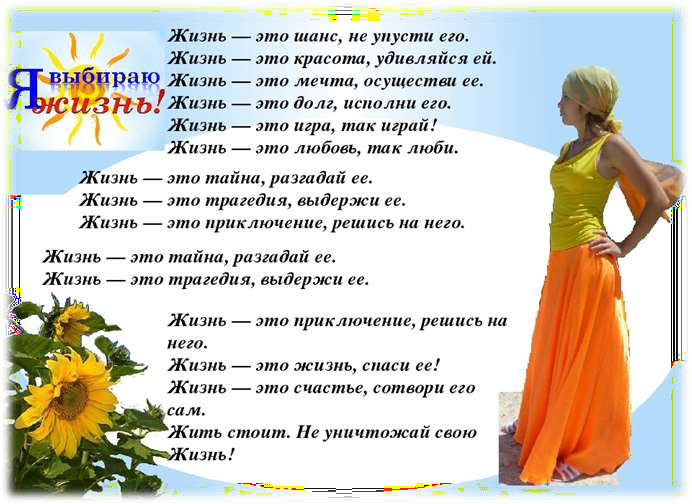 Я выбираю
жизнь!
Жизнь — это шанс, не упусти его.
Жизнь — это красота, удивляйся ей.
Жизнь — это мечта, осуществи ее.
Жизнь — это долг, исполни его.
Жизнь — это игра, так играй!
Жизнь — это любовь, так люби.
Жизнь — это тайна, разгадай ее.
Жизнь — это трагедия, выдержи ее.
Жизнь — это приключение, решись на него.
Жизнь — это тайна, разгадай ее.
Жизнь — это трагедия, выдержи ее.
Жизнь — это приключение, решись на
него.
Жизнь — это жизнь, спаси ее!
Жизнь — это счастье, сотвори его
сам.
Жить стоит. Не уничтожай свою
Жизнь!